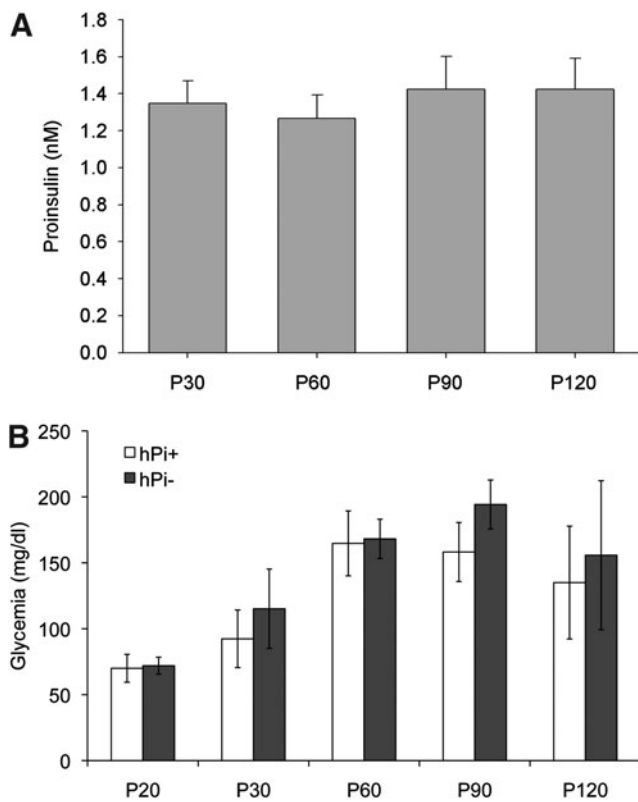 A
1.8
1.6
1.4
1.2
1.0
0.8
0.6
0.4
0.2
0.0
Proinsulin (nM)
P30 P60 P90 P120
B
250
200
150
100
50
0
Glycemia (mg/dl)
hPi+
hPi-
P20 P30 P60 P90 P120